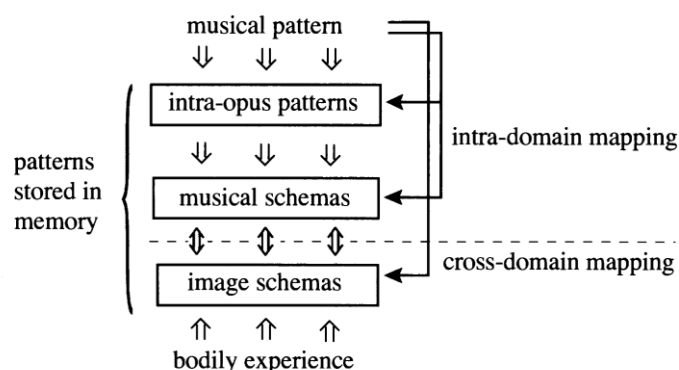 musical pattern
intra-opus patterns
intra-domain mapping
patterns
stored in
memory
musical schemas
cross-domain mapping
image schemas
bodily experience